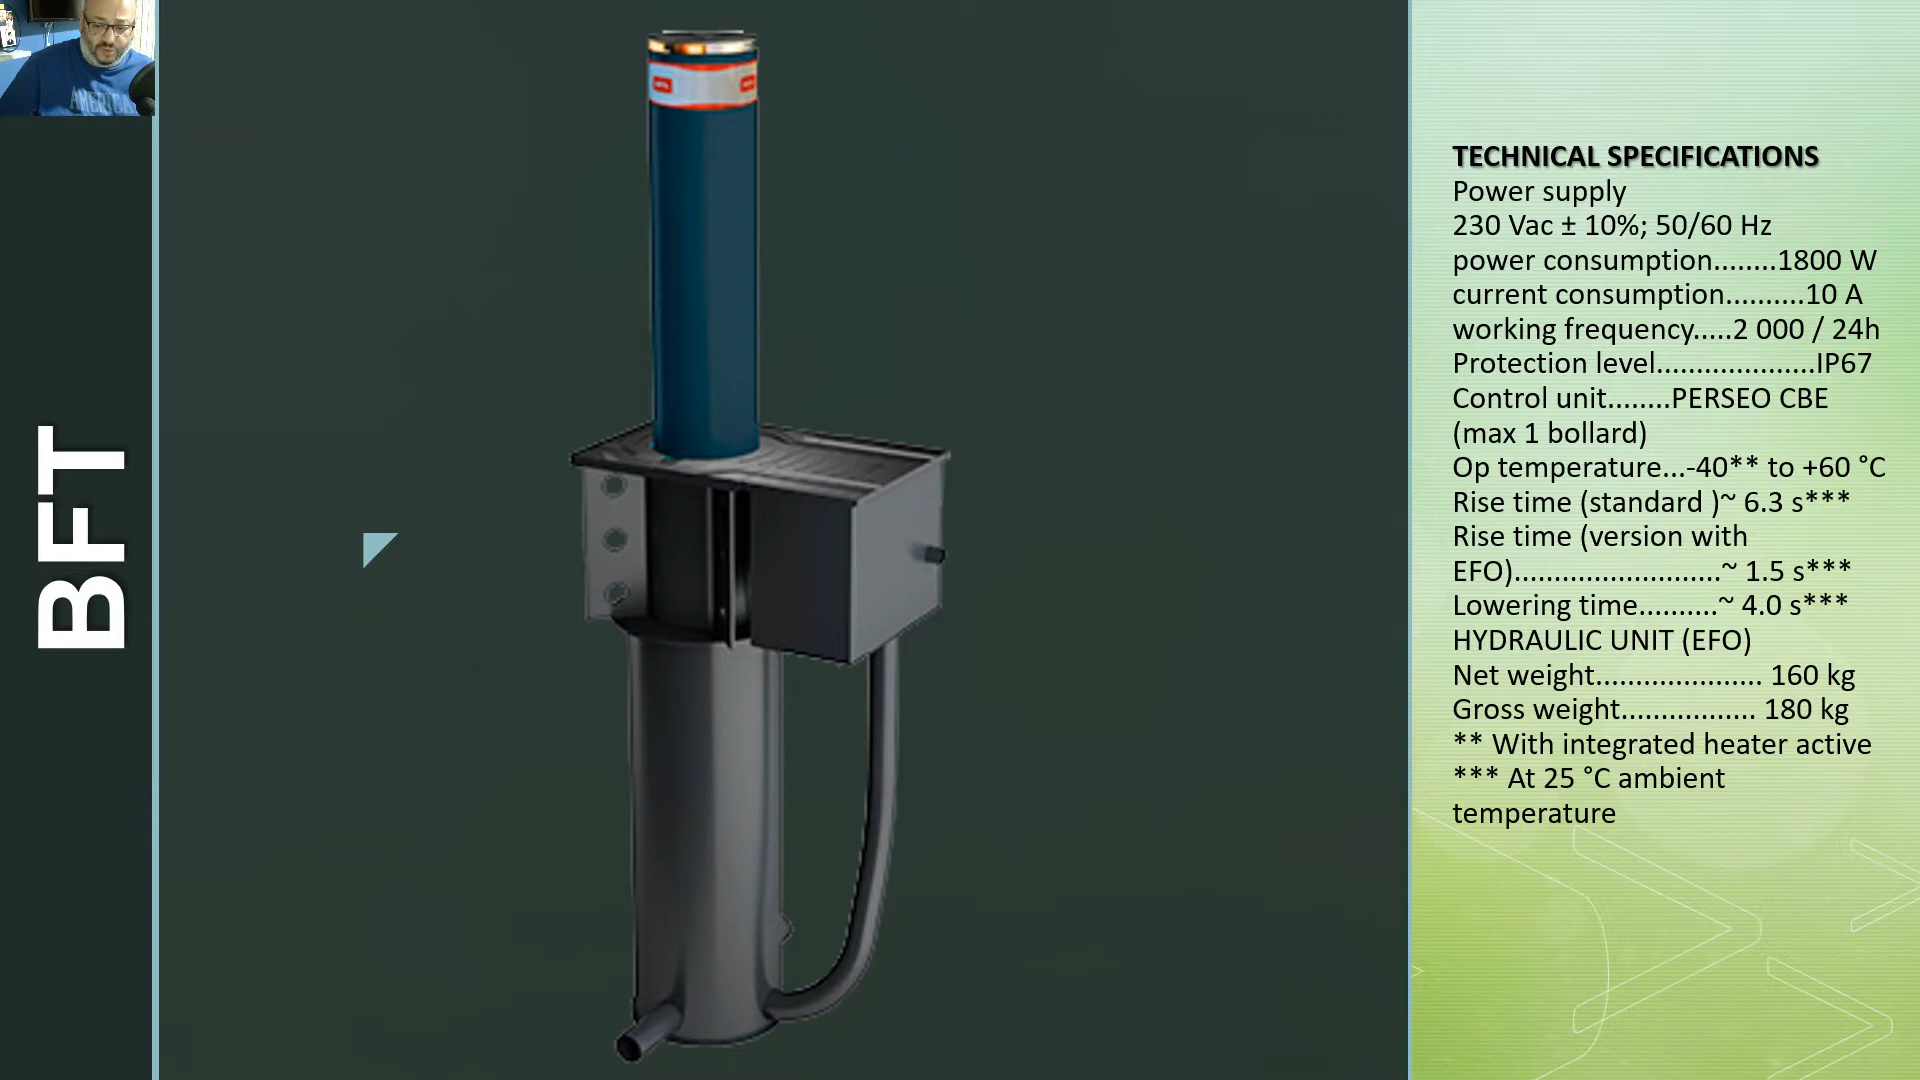 AMERICA
BFT
TECHNICAL SPECIFICATIONS
Power supply
230 Vac ± 10%; 50/60 Hz
power consumption........1800 W
current consumption..........10 A
working frequency.....2 000 / 24h
Protection level....................IP67
Control unit........PERSEO CBE
(max 1 bollard)
Op temperature...-40** to +60 °C
Rise time (standard )~ 6.3 s***
Rise time (version with
EFO)..........................~ 1.5 s***
Lowering time..........~ 4.0 s***
HYDRAULIC UNIT (EFO)
Net weight..................... 160 kg
Gross weight................. 180 kg
** With integrated heater active
*** At 25 °C ambient
temperature